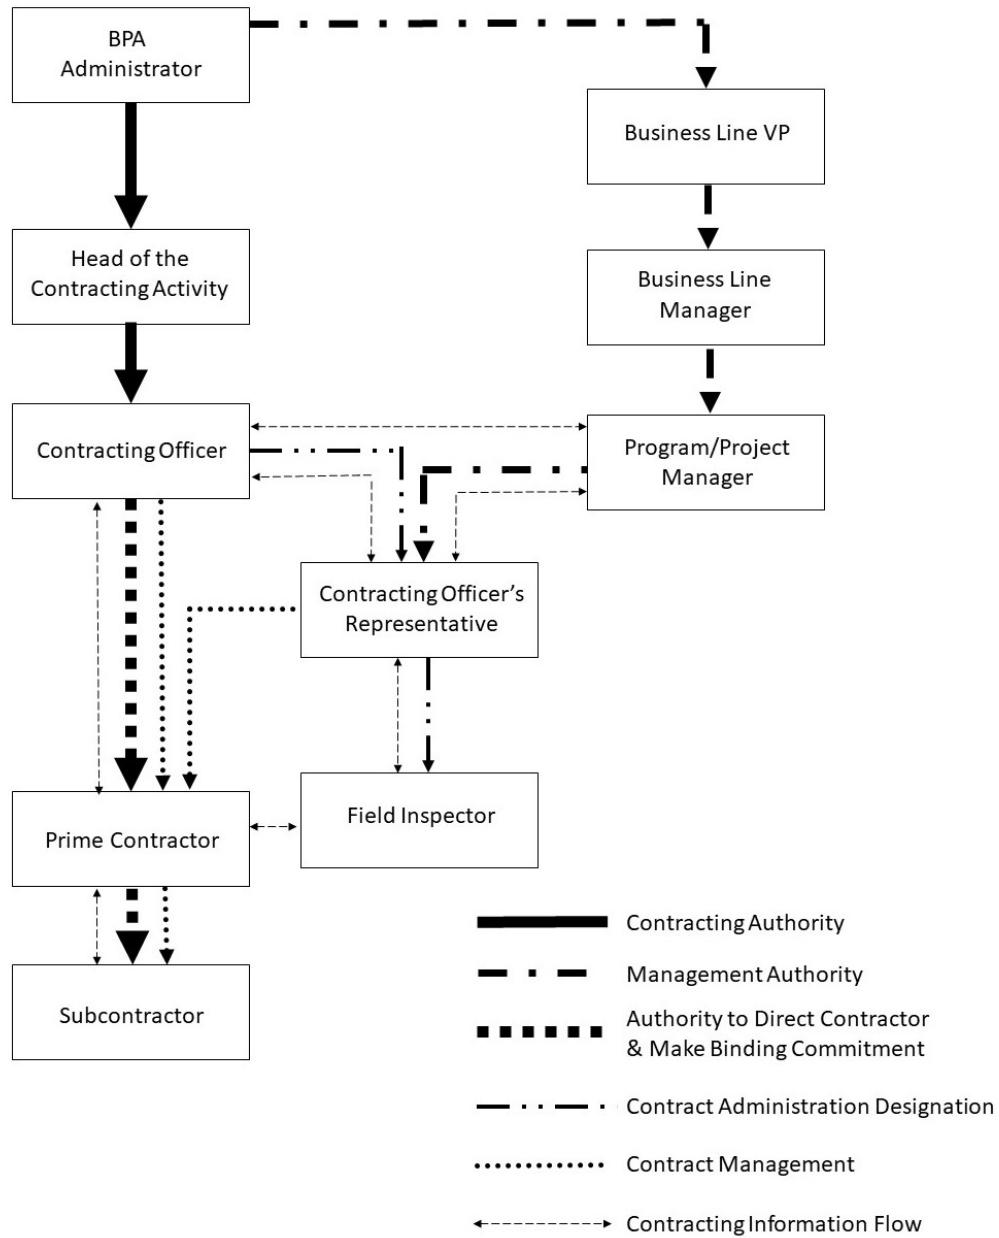 BPA
Administrator
Business Line VP
Head of the
Contracting Activity
Business Line
Manager
Contracting Officer
Program/Project
Manager
Contracting Officer’s
Representative
Field Inspector
Prime Contractor
Subcontractor
Contracting Authority
Management Authority
Authority to Direct Contractor
& Make Binding Commitment
Contract Administration Designation
Contract Management
Contracting Information Flow